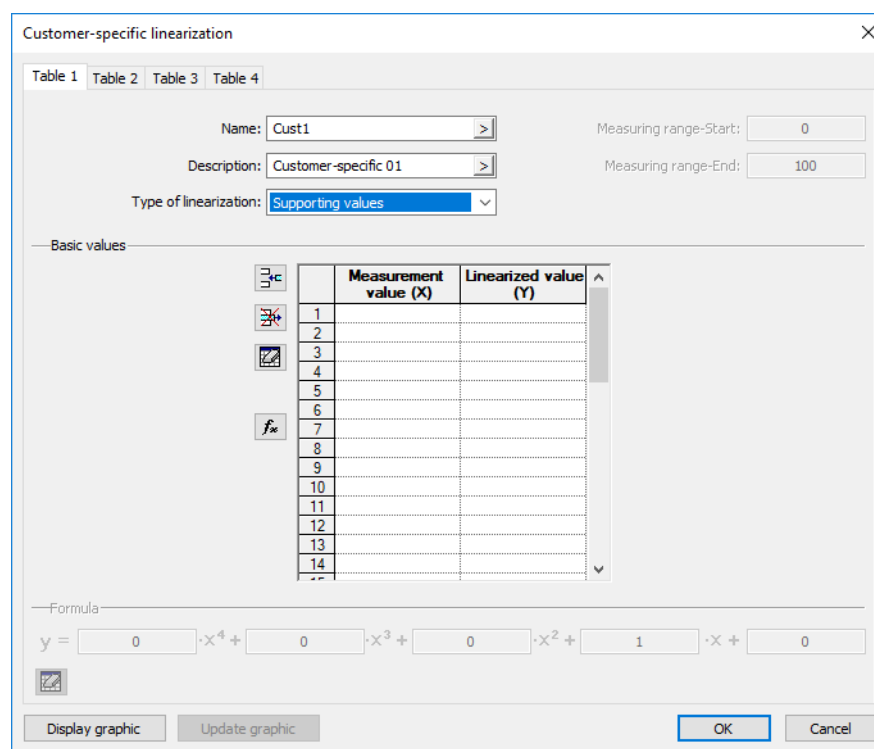 Customer-specific linearization
Table 1 Table 2 Table 3 Table 4
Name: Cust1 > Measuring range-Start: 0
Description: Customer-specific 01 > Measuring range-End: 100
Type of linearization: Supporting values
Basic values
Measurement value (X) Linearized value (Y)
1
2
3
4
5
6
fx 7
8
9
10
11
12
13
14
15
Formula
y = 0 ·X⁴ + 0 ·X³ + 0 ·X² + 1 ·X + 0
Display graphic Update graphic OK Cancel